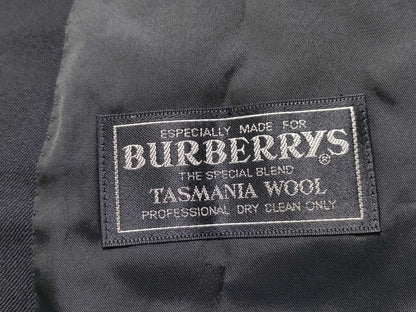 ESPECIALLY MADE FOR
BURBERRYS®
THE SPECIAL BLEND
TASMANIA WOOL
PROFESSIONAL DRY CLEAN ONLY